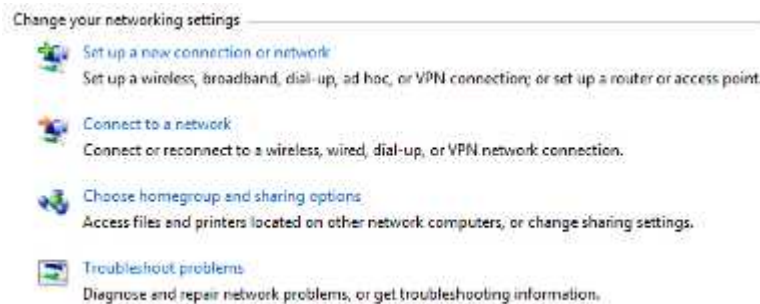 Change your networking settings
Set up a new connection or network
Set up a wireless, broadband, dial-up, ad hoc, or VPN connection; or set up a router or access point.
Connect to a network
Connect or reconnect to a wireless, wired, dial-up, or VPN network connection.
Choose homegroup and sharing options
Access files and printers located on other network computers, or change sharing settings.
Troubleshoot problems
Diagnose and repair network problems, or get troubleshooting information.